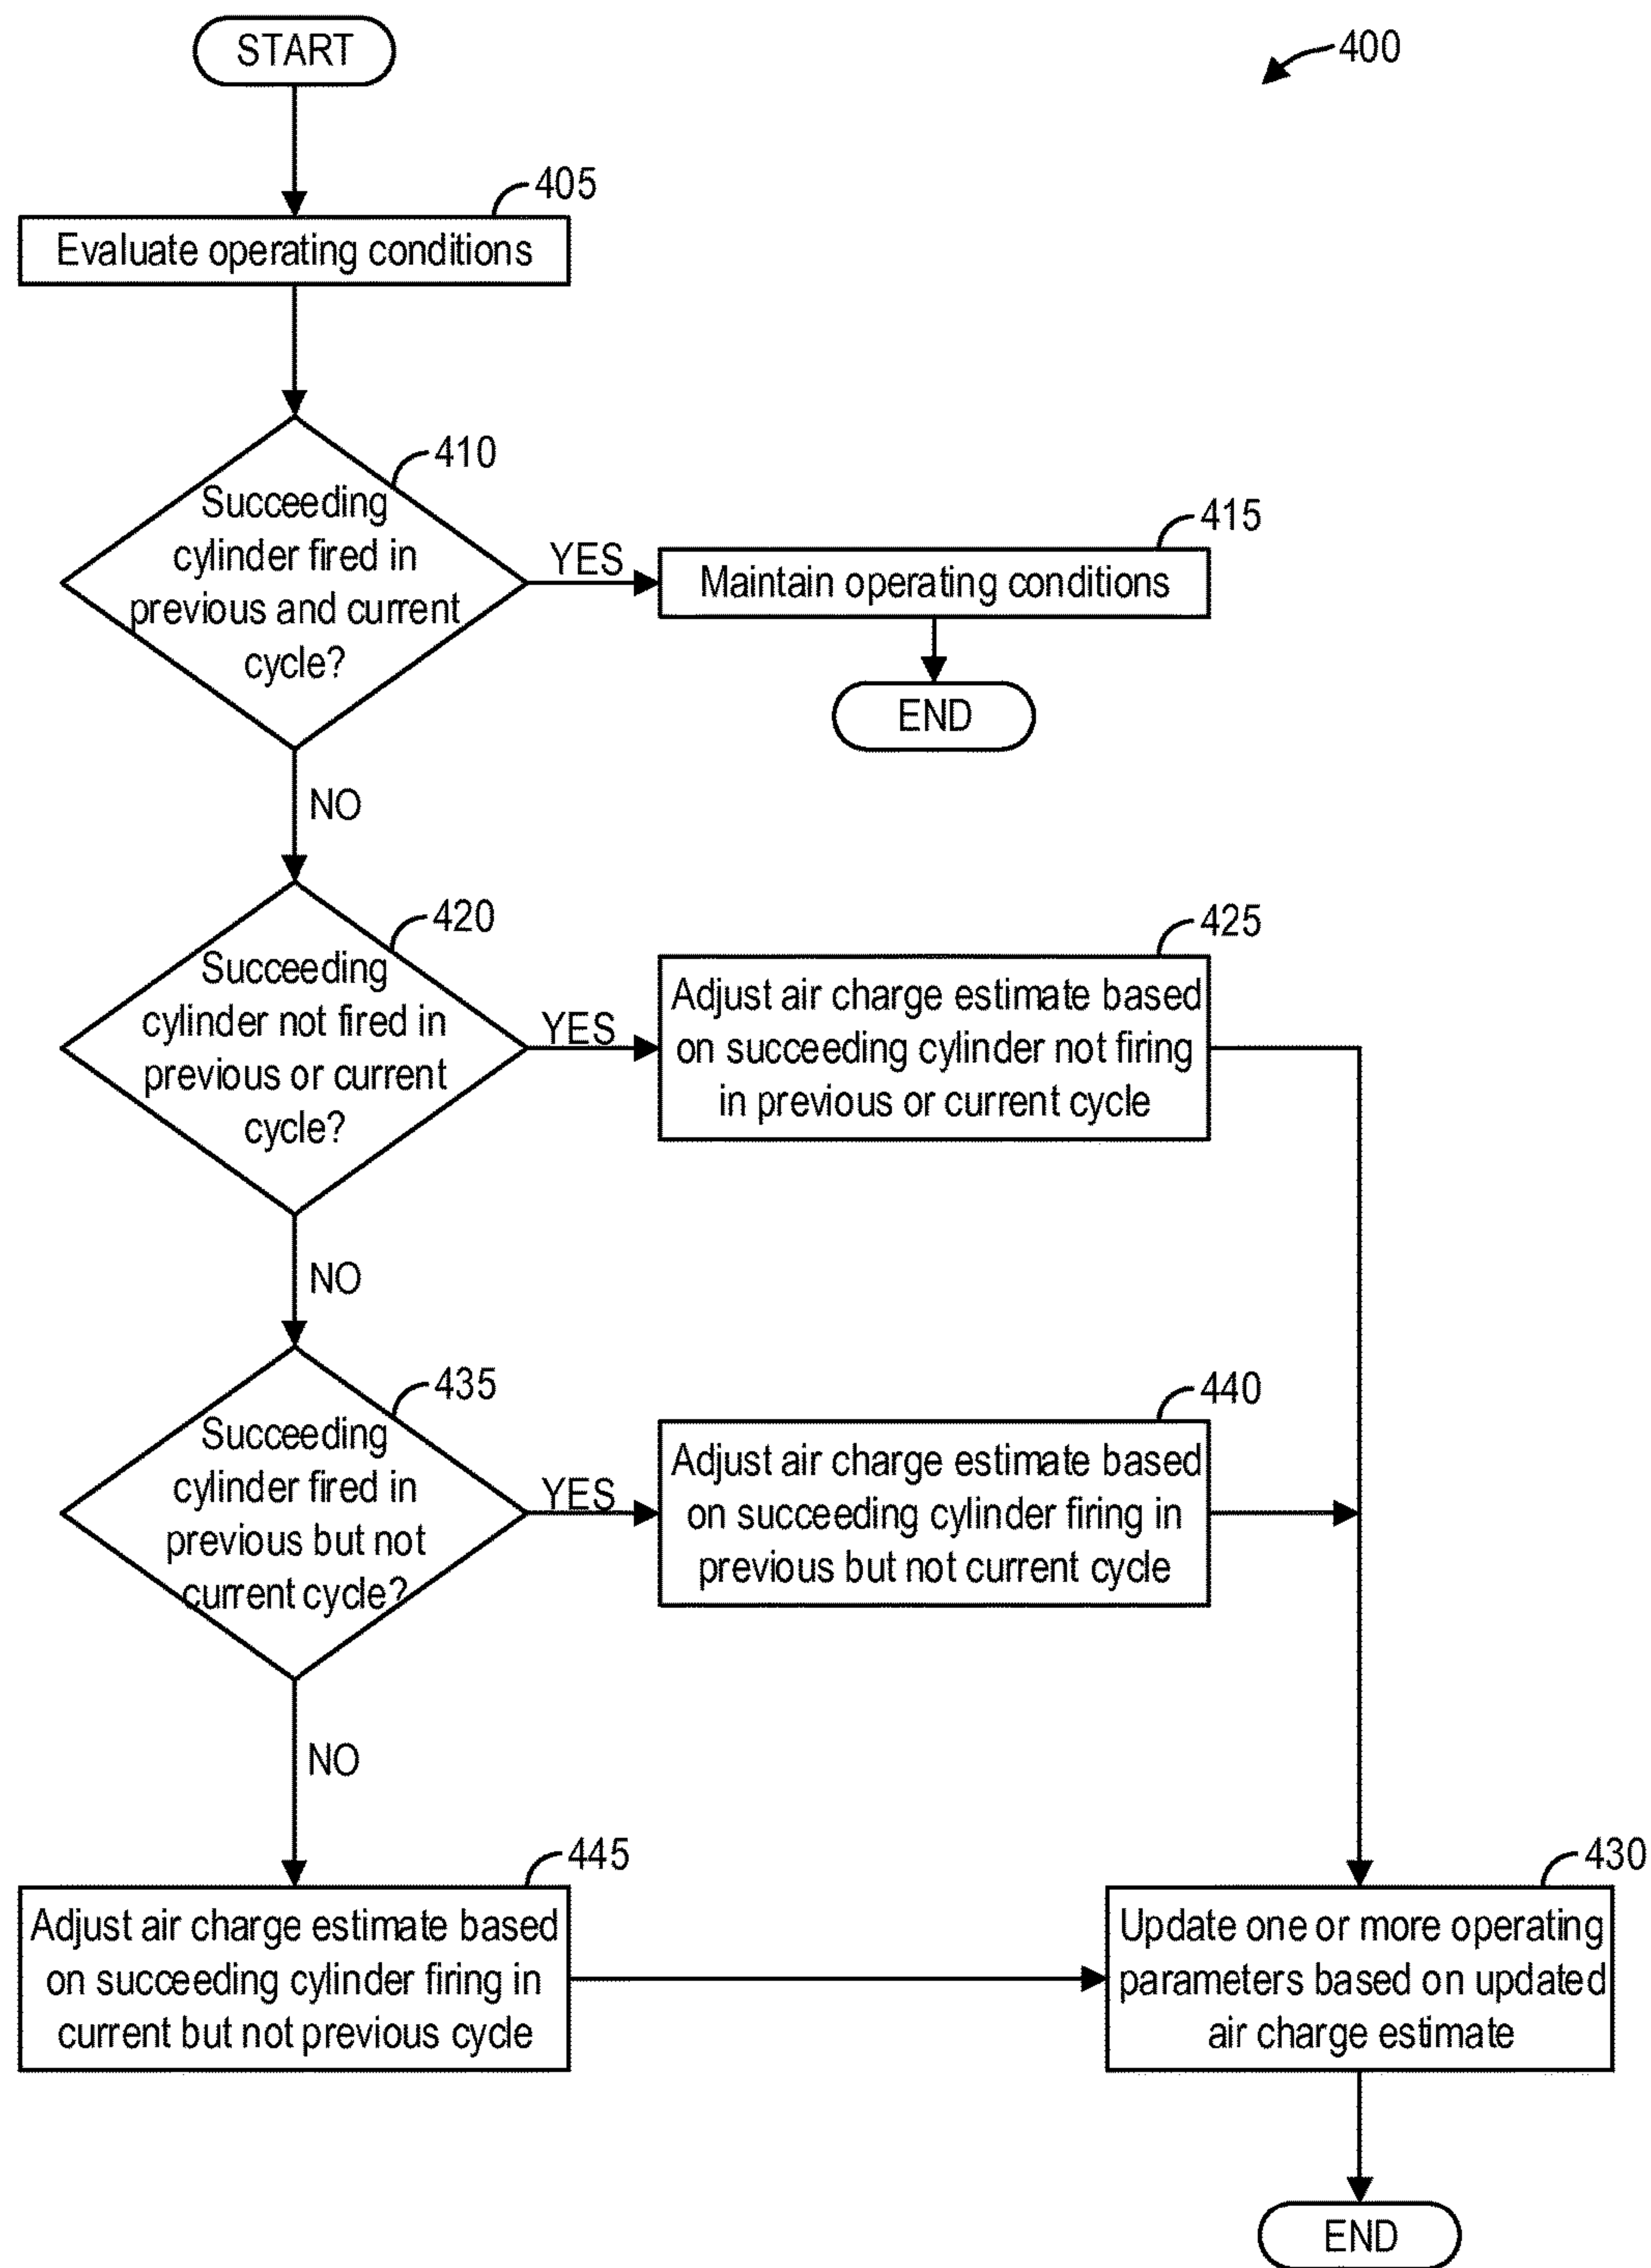 START
400
405
Evaluate operating conditions
410
Succeeding
cylinder fired in
previous and current
cycle?
YES
415
Maintain operating conditions
END
NO
420
Succeeding
cylinder not fired in
previous or current
cycle?
YES
425
Adjust air charge estimate based
on succeeding cylinder not firing
in previous or current cycle
NO
435
Succeeding
cylinder fired in
previous but not
current cycle?
YES
440
Adjust air charge estimate based
on succeeding cylinder firing in
previous but not current cycle
NO
445
Adjust air charge estimate based
on succeeding cylinder firing in
current but not previous cycle
430
Update one or more operating
parameters based on updated
air charge estimate
END